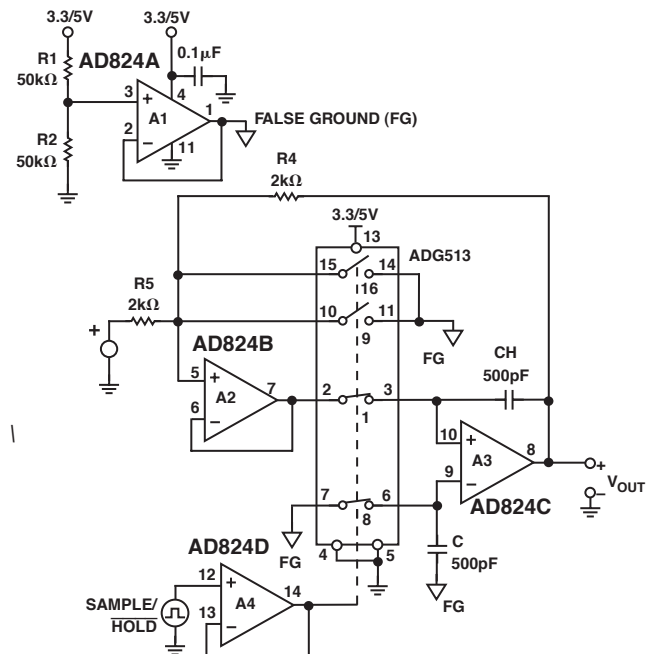 3.3/5V
3.3/5V
R1
50kΩ
AD824A
0.1µF
3
+
4
A1
1
2
−
11
FALSE GROUND (FG)
R2
50kΩ
R4
2kΩ
3.3/5V
13
ADG513
15
14
16
R5
2kΩ
10
11
9
+
FG
AD824B
CH
500pF
5
+
A2
7
6
−
2
3
1
10
+
A3
8
9
−
+
VOUT
−
AD824C
7
6
8
FG
C
500pF
4
5
FG
AD824D
12
+
A4
14
13
−
SAMPLE/
HOLD